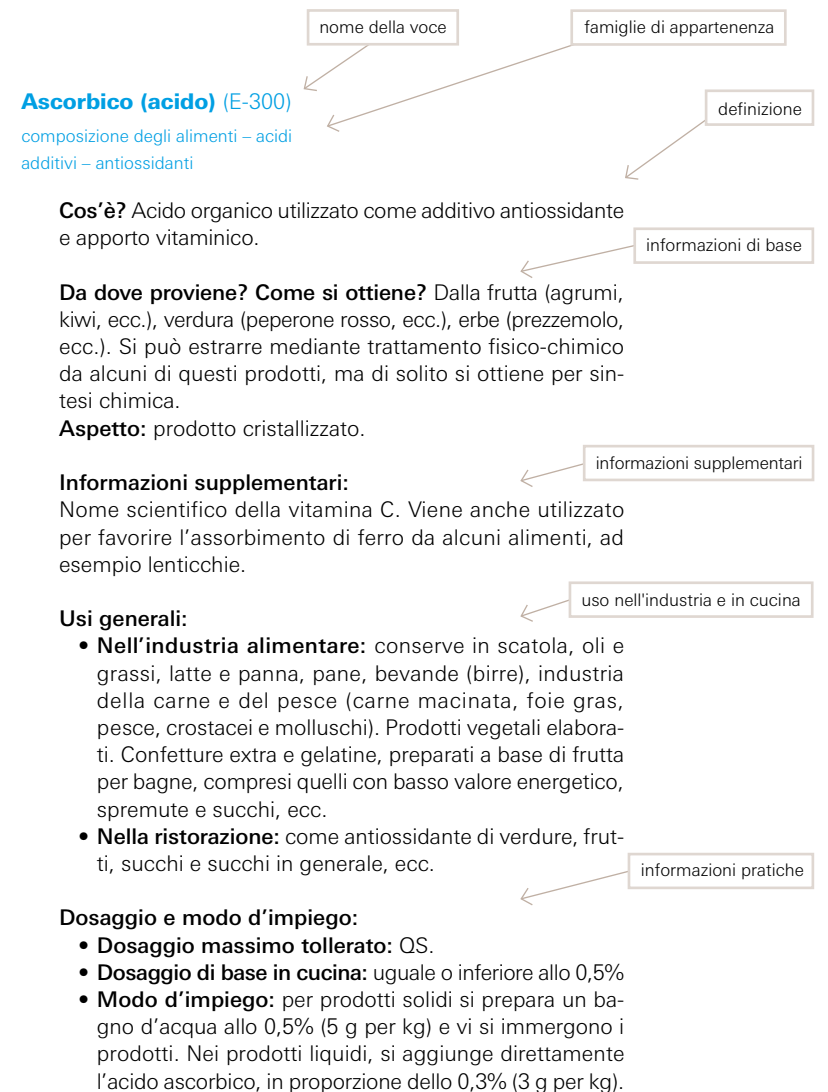 nome della voce
famiglie di appartenenza
Ascorbico (acido) (E-300)
definizione
composizione degli alimenti – acidi
additivi – antiossidanti
Cos'è? Acido organico utilizzato come additivo antiossidante
e apporto vitaminico.
informazioni di base
Da dove proviene? Come si ottiene? Dalla frutta (agrumi,
kiwi, ecc.), verdura (peperone rosso, ecc.), erbe (prezzemolo,
ecc.). Si può estrarre mediante trattamento fisico-chimico
da alcuni di questi prodotti, ma di solito si ottiene per sin-
tesi chimica.
Aspetto: prodotto cristallizzato.
informazioni supplementari
Informazioni supplementari:
Nome scientifico della vitamina C. Viene anche utilizzato
per favorire l'assorbimento di ferro da alcuni alimenti, ad
esempio lenticchie.
uso nell'industria e in cucina
Usi generali:
• Nell'industria alimentare: conserve in scatola, oli e
grassi, latte e panna, pane, bevande (birre), industria
della carne e del pesce (carne macinata, foie gras,
pesce, crostacei e molluschi). Prodotti vegetali elabora-
ti. Confetture extra e gelatine, preparati a base di frutta
per bagne, compresi quelli con basso valore energetico,
spremute e succhi, ecc.
• Nella ristorazione: come antiossidante di verdure, frut-
ti, succhi e succhi in generale, ecc.
informazioni pratiche
Dosaggio e modo d'impiego:
• Dosaggio massimo tollerato: QS.
• Dosaggio di base in cucina: uguale o inferiore allo 0,5%
• Modo d'impiego: per prodotti solidi si prepara un ba-
gno d'acqua allo 0,5% (5 g per kg) e vi si immergono i
prodotti. Nei prodotti liquidi, si aggiunge direttamente
l'acido ascorbico, in proporzione dello 0,3% (3 g per kg).